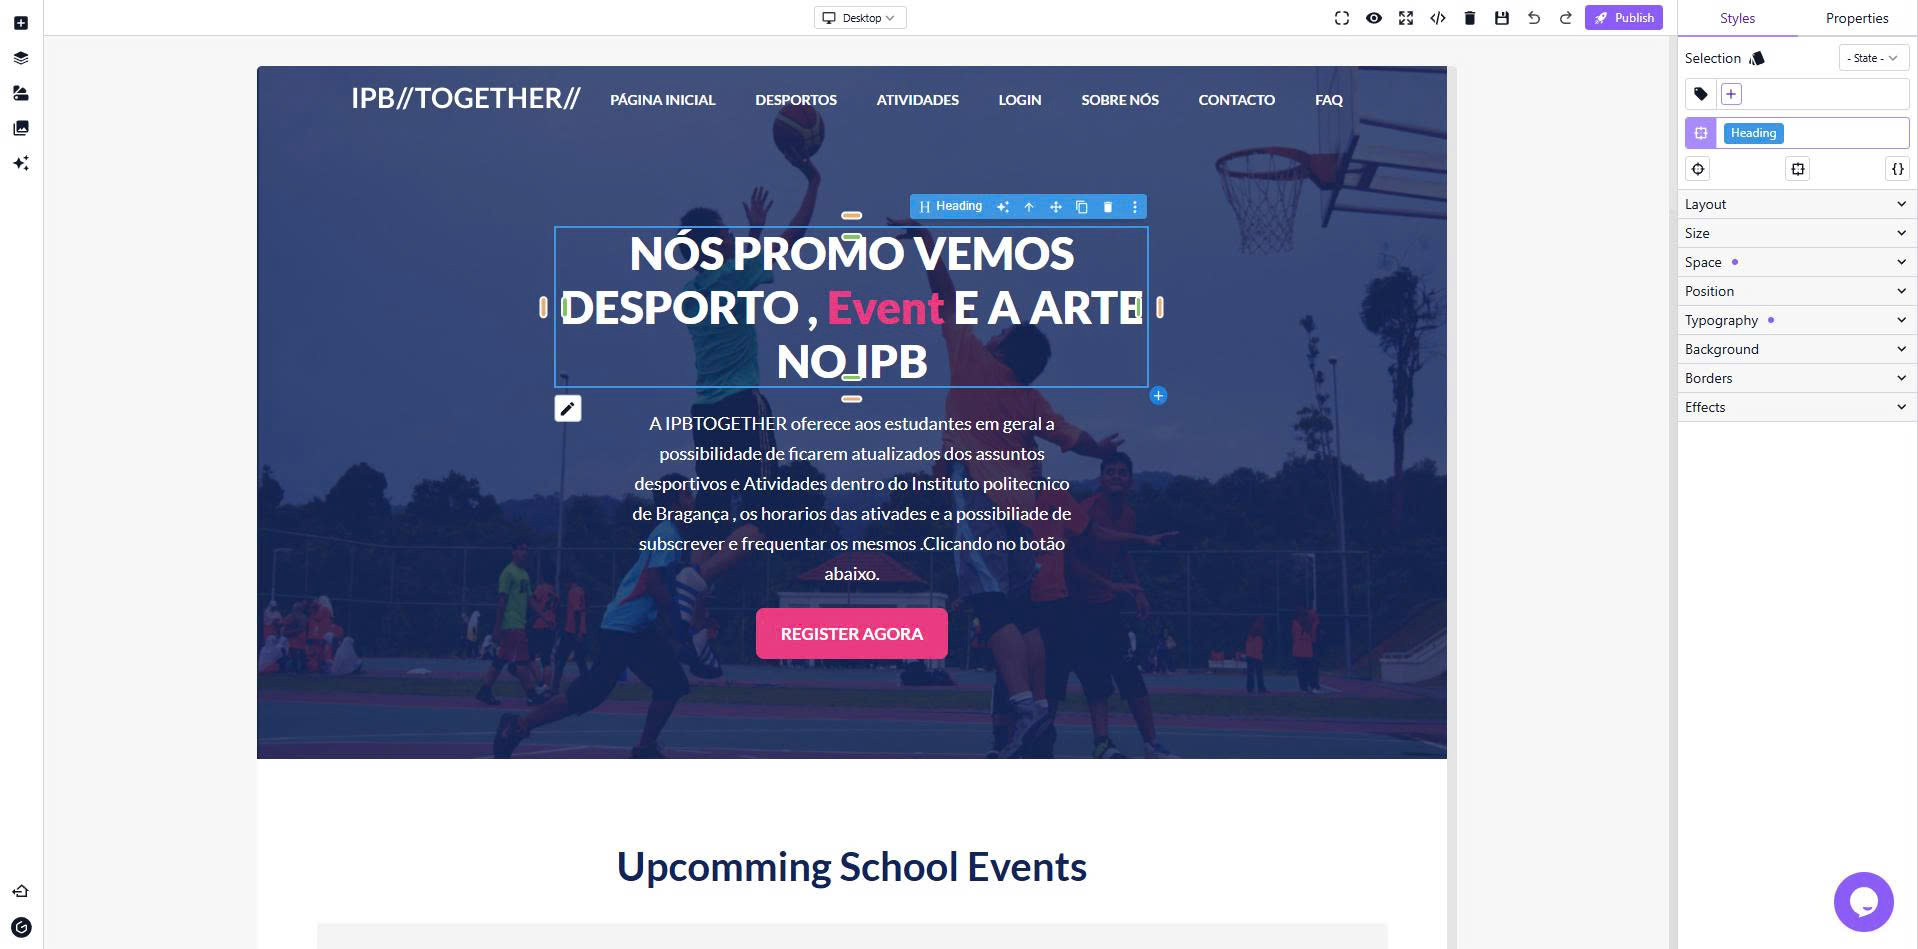 Desktop
Publish
Styles
Properties
Selection
- State -
Heading
Layout
Size
Space
Position
Typography
Background
Borders
Effects
IPB//TOGETHER//
PÁGINA INICIAL
DESPORTOS
ATIVIDADES
LOGIN
SOBRE NÓS
CONTACTO
FAQ
Heading
NÓS PROMO VEMOS
DESPORTO , Event E A ARTE
NO IPB
A IPBTOGETHER oferece aos estudantes em geral a
possibilidade de ficarem atualizados dos assuntos
desportivos e Atividades dentro do Instituto politecnico
de Bragança , os horarios das ativades e a possibiliade de
subscrever e frequentar os mesmos .Clicando no botão
abaixo.
REGISTER AGORA
Upcomming School Events